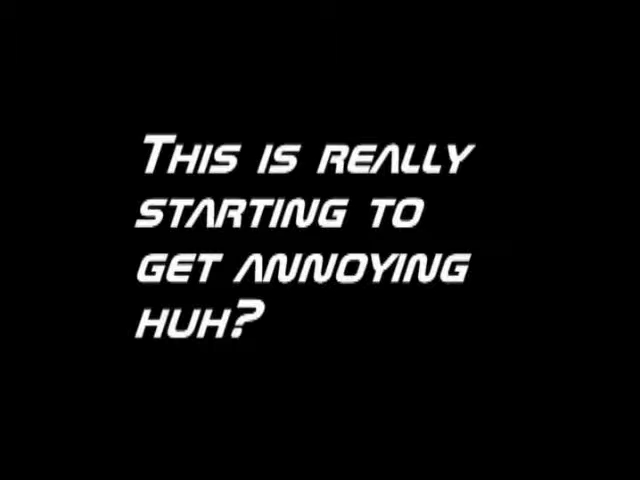 This is really
starting to
get annoying
huh?